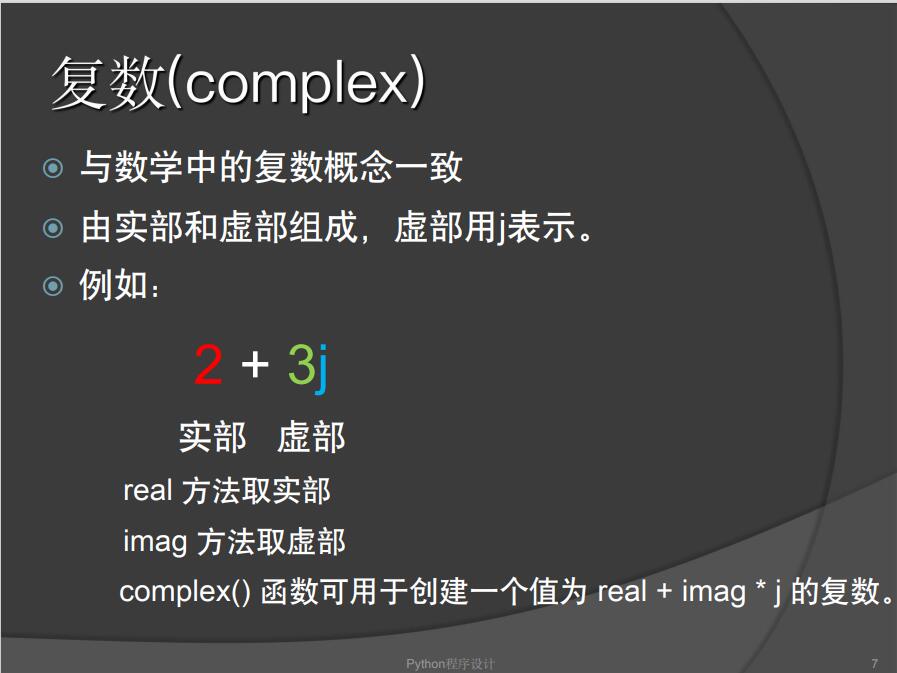 复数(complex)
与数学中的复数概念一致
由实部和虚部组成，虚部用j表示。
例如：
2 + 3j
实部 虚部
real 方法取实部
imag 方法取虚部
complex() 函数可用于创建一个值为 real + imag * j 的复数。
Python程序设计
7